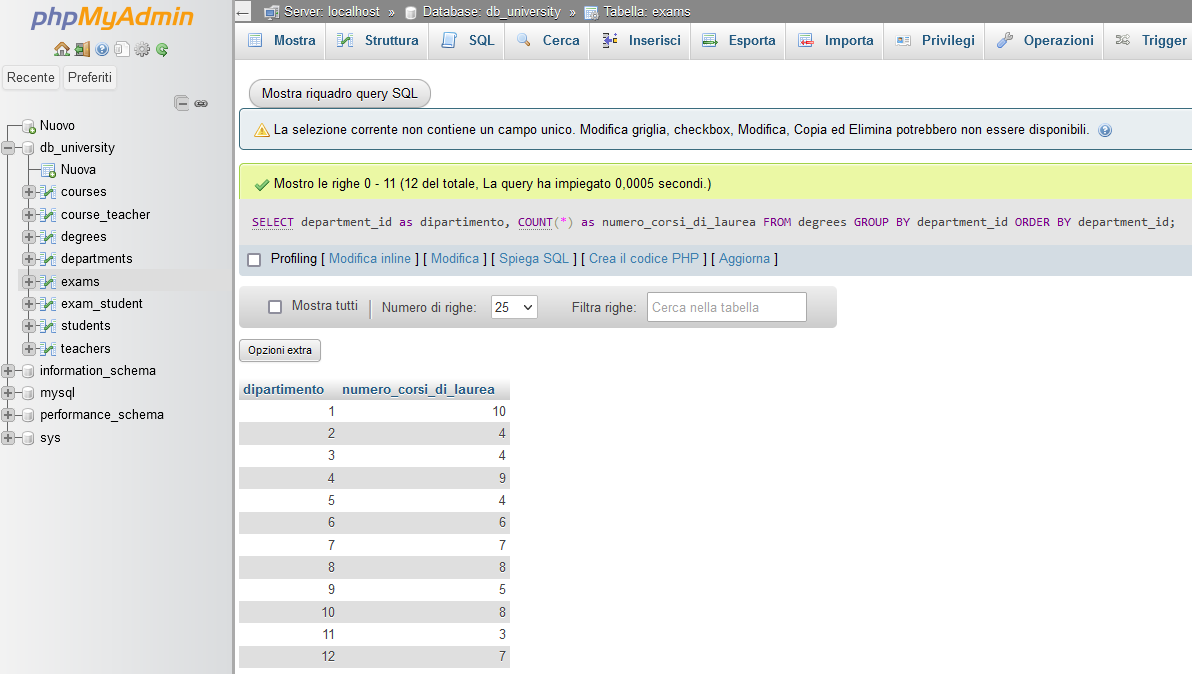 phpMyAdmin
Recente Preferiti
Nuovo
db_university
Nuova
courses
course_teacher
degrees
departments
exams
exam_student
students
teachers
information_schema
mysql
performance_schema
sys
Server: localhost » Database: db_university » Tabella: exams
Mostra Struttura SQL Cerca Inserisci Esporta Importa Privilegi Operazioni Trigger
Mostra riquadro query SQL
La selezione corrente non contiene un campo unico. Modifica griglia, checkbox, Modifica, Copia ed Elimina potrebbero non essere disponibili.
Mostro le righe 0 - 11 (12 del totale, La query ha impiegato 0,0005 secondi.)
SELECT department_id as dipartimento, COUNT(*) as numero_corsi_di_laurea FROM degrees GROUP BY department_id ORDER BY department_id;
Profiling [ Modifica inline ] [ Modifica ] [ Spiega SQL ] [ Crea il codice PHP ] [ Aggiorna ]
Mostra tutti | Numero di righe: 25 Filtra righe: Cerca nella tabella
Opzioni extra
dipartimento numero_corsi_di_laurea
1 10
2 4
3 4
4 9
5 4
6 6
7 7
8 8
9 5
10 8
11 3
12 7